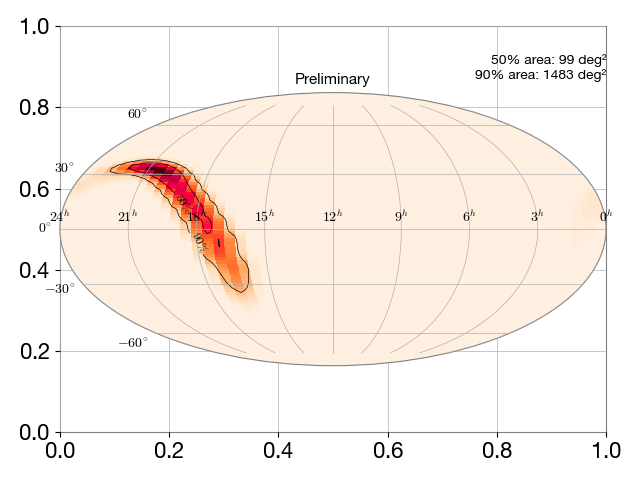 1.0
50% area: 99 deg²
90% area: 1483 deg²
Preliminary
0.8
60°
30°
0.6
24ʰ 21ʰ 18ʰ 15ʰ 12ʰ 9ʰ 6ʰ 3ʰ 0ʰ
0°
90%
0.4
−30°
−60°
0.2
0.0
0.0 0.2 0.4 0.6 0.8 1.0